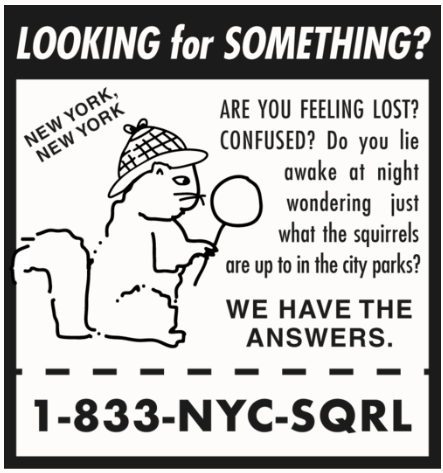 LOOKING for SOMETHING?
NEW YORK,
NEW YORK
ARE YOU FEELING LOST?
CONFUSED? Do you lie
awake at night
wondering just
what the squirrels
are up to in the city parks?
WE HAVE THE
ANSWERS.
1-833-NYC-SQRL